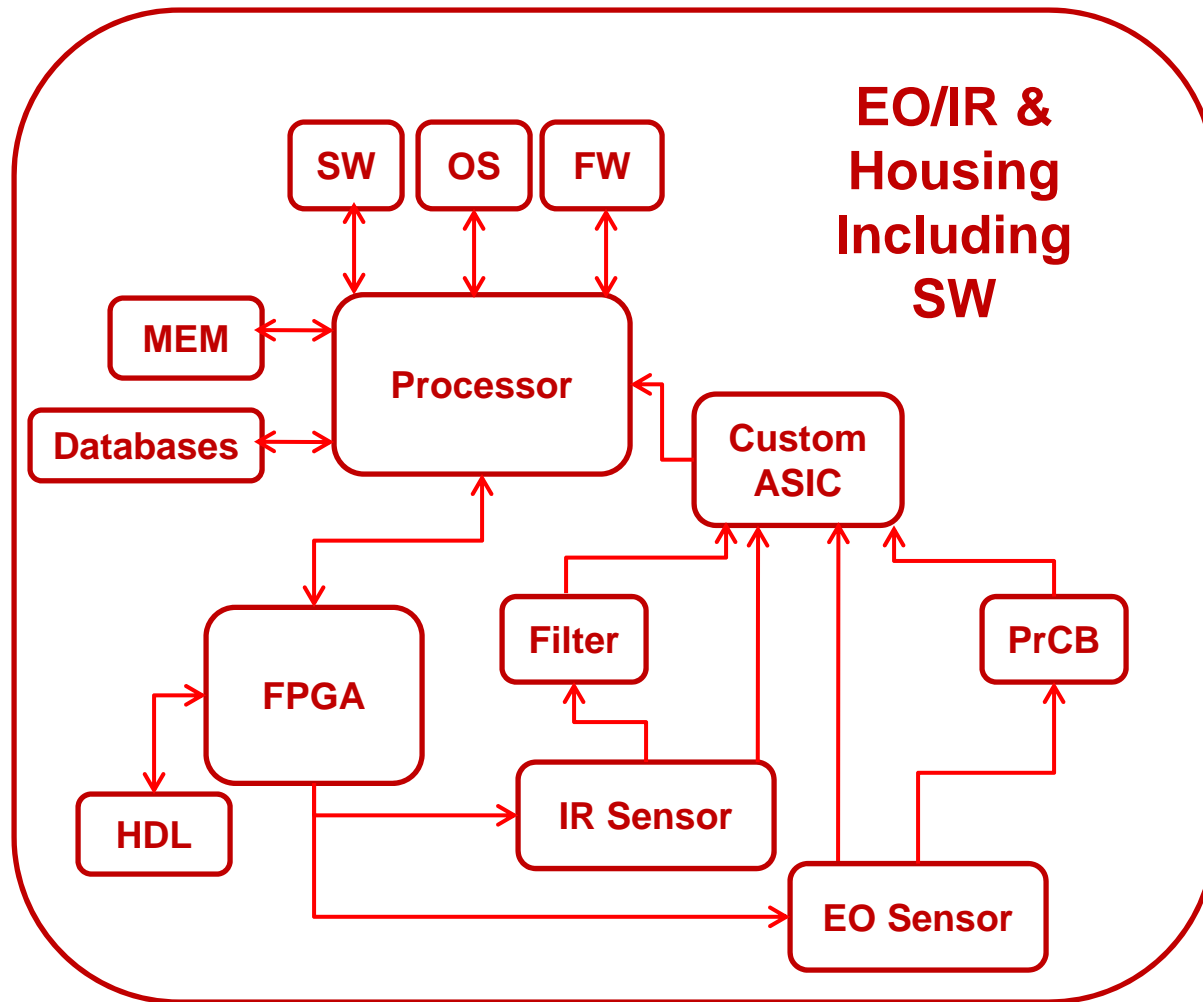 EO/IR &
Housing
Including
SW
SW
OS
FW
MEM
Processor
Databases
Custom
ASIC
Filter
PrCB
FPGA
IR Sensor
HDL
EO Sensor